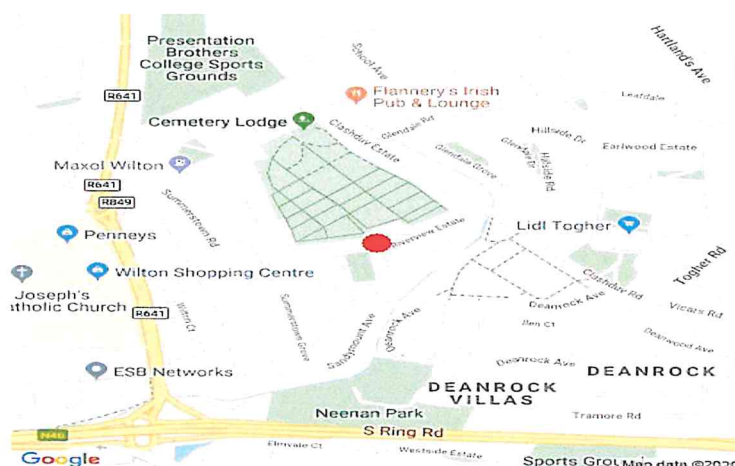 Presentation
Brothers
College Sports
Grounds
School Ave
Hartland's Ave
R641
Flannery's Irish
Pub & Lounge
Leafdale
Cemetery Lodge
Clashduv Estate
Glendale Rd
Hillside Dr
Glendale Grove
Glendale Dr
Hillside Rd
Earlwood Estate
Maxol Wilton
R641
R849
Summerstown Rd
Penneys
Riverview Estate
Lidl Togher
Togher Rd
Wilton Shopping Centre
Joseph's
atholic Church
R641
Wilton Ct
Summerstown Grove
Sandymount Ave
Deanrock Ave
Clashduv Rd
Deanrock Ave
Vicars Rd
Ben Ct
Deanwood Ave
ESB Networks
Deanrock Ave
DEANROCK
DEANROCK
VILLAS
Neenan Park
Tramore Rd
S Ring Rd
N40
Elmvale Ct
Westside Estate
Google
Sports Grou
Map data ©2020